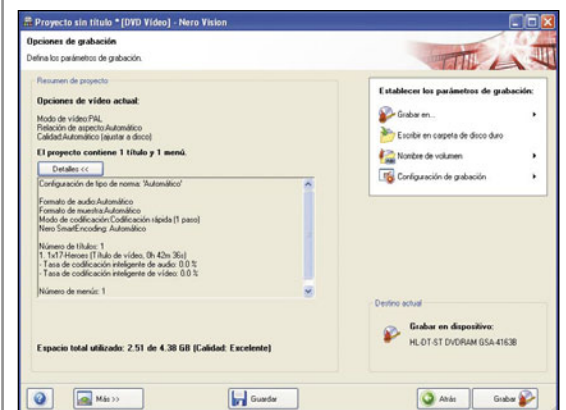 Proyecto sin título * [DVD Vídeo] - Nero Vision
Opciones de grabación
Defina los parámetros de grabación.
Resumen de proyecto
Opciones de vídeo actual:
Modo de vídeo:PAL
Relación de aspecto:Automático
Calidad:Automático (ajustar a disco)
El proyecto contiene 1 título y 1 menú.
Detalles <<
Configuración de tipo de norma: 'Automático'
Formato de audio:Automático
Formato de muestra:Automático
Modo de codificación:Codificación rápida (1 paso)
Nero SmartEncoding: Automático
Número de títulos: 1
1. 1x17-Heroes (Título de vídeo, 0h 42m 36s)
- Tasa de codificación inteligente de audio: 0.0 %
- Tasa de codificación inteligente de vídeo: 0.0 %
Número de menús: 1
Espacio total utilizado: 2.51 de 4.38 GB (Calidad: Excelente)
Establecer los parámetros de grabación:
Grabar en...
Escribir en carpeta de disco duro
Nombre de volumen
Configuración de grabación
Destino actual
Grabar en dispositivo:
HL-DT-ST DVDRAM GSA-4163B
Más >>
Guardar
Atrás
Grabar